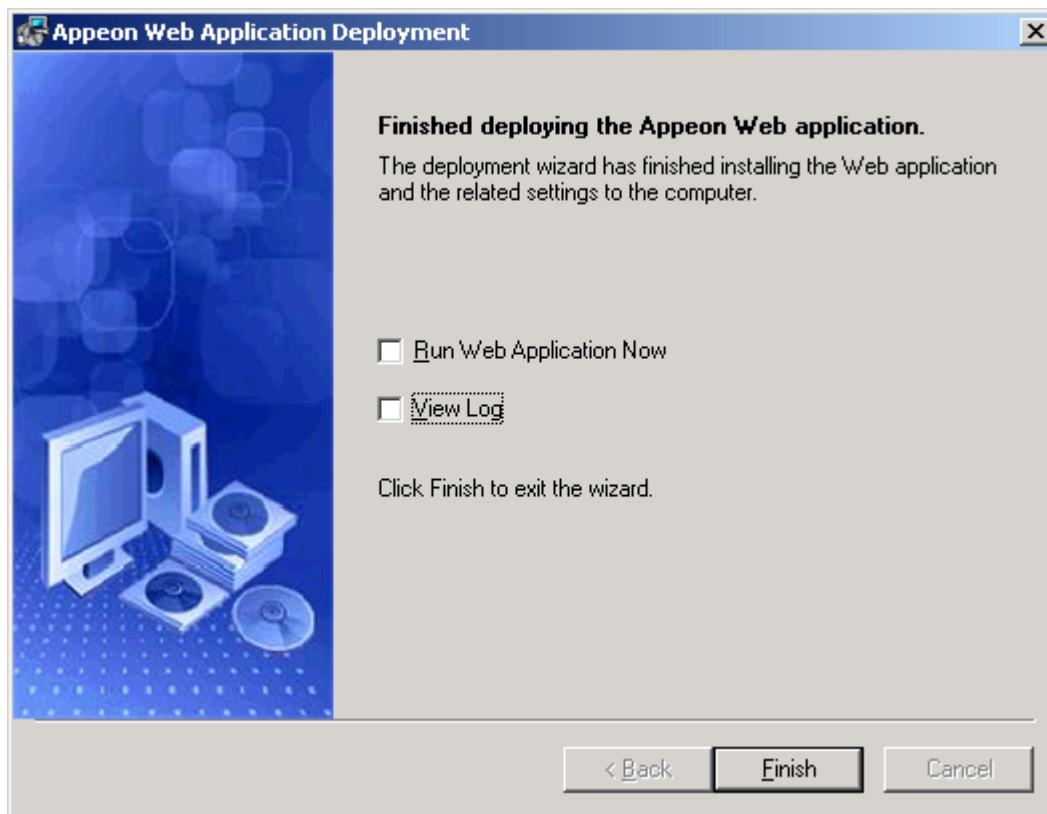 Appeon Web Application Deployment
Finished deploying the Appeon Web application.
The deployment wizard has finished installing the Web application
and the related settings to the computer.
Run Web Application Now
View Log
Click Finish to exit the wizard.
< Back
Finish
Cancel